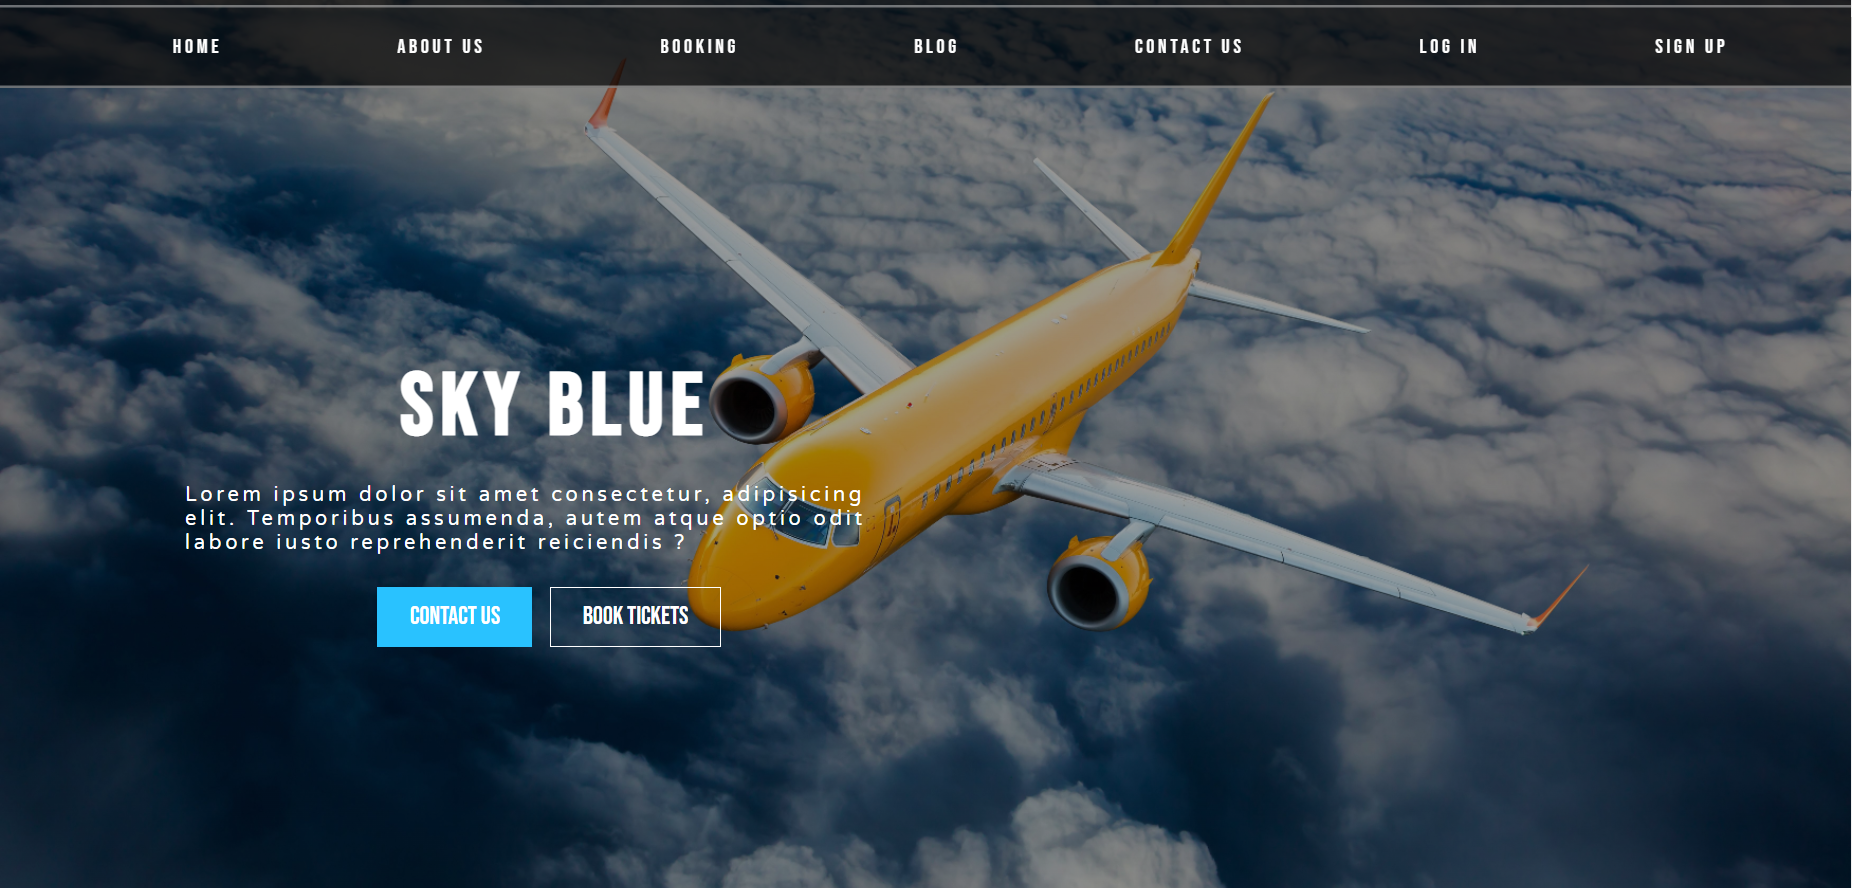 HOME ABOUT US BOOKING BLOG CONTACT US LOG IN SIGN UP
SKY BLUE
Lorem ipsum dolor sit amet consectetur, adipisicing
elit. Temporibus assumenda, autem atque optio odit
labore iusto reprehenderit reiciendis ?
CONTACT US BOOK TICKETS